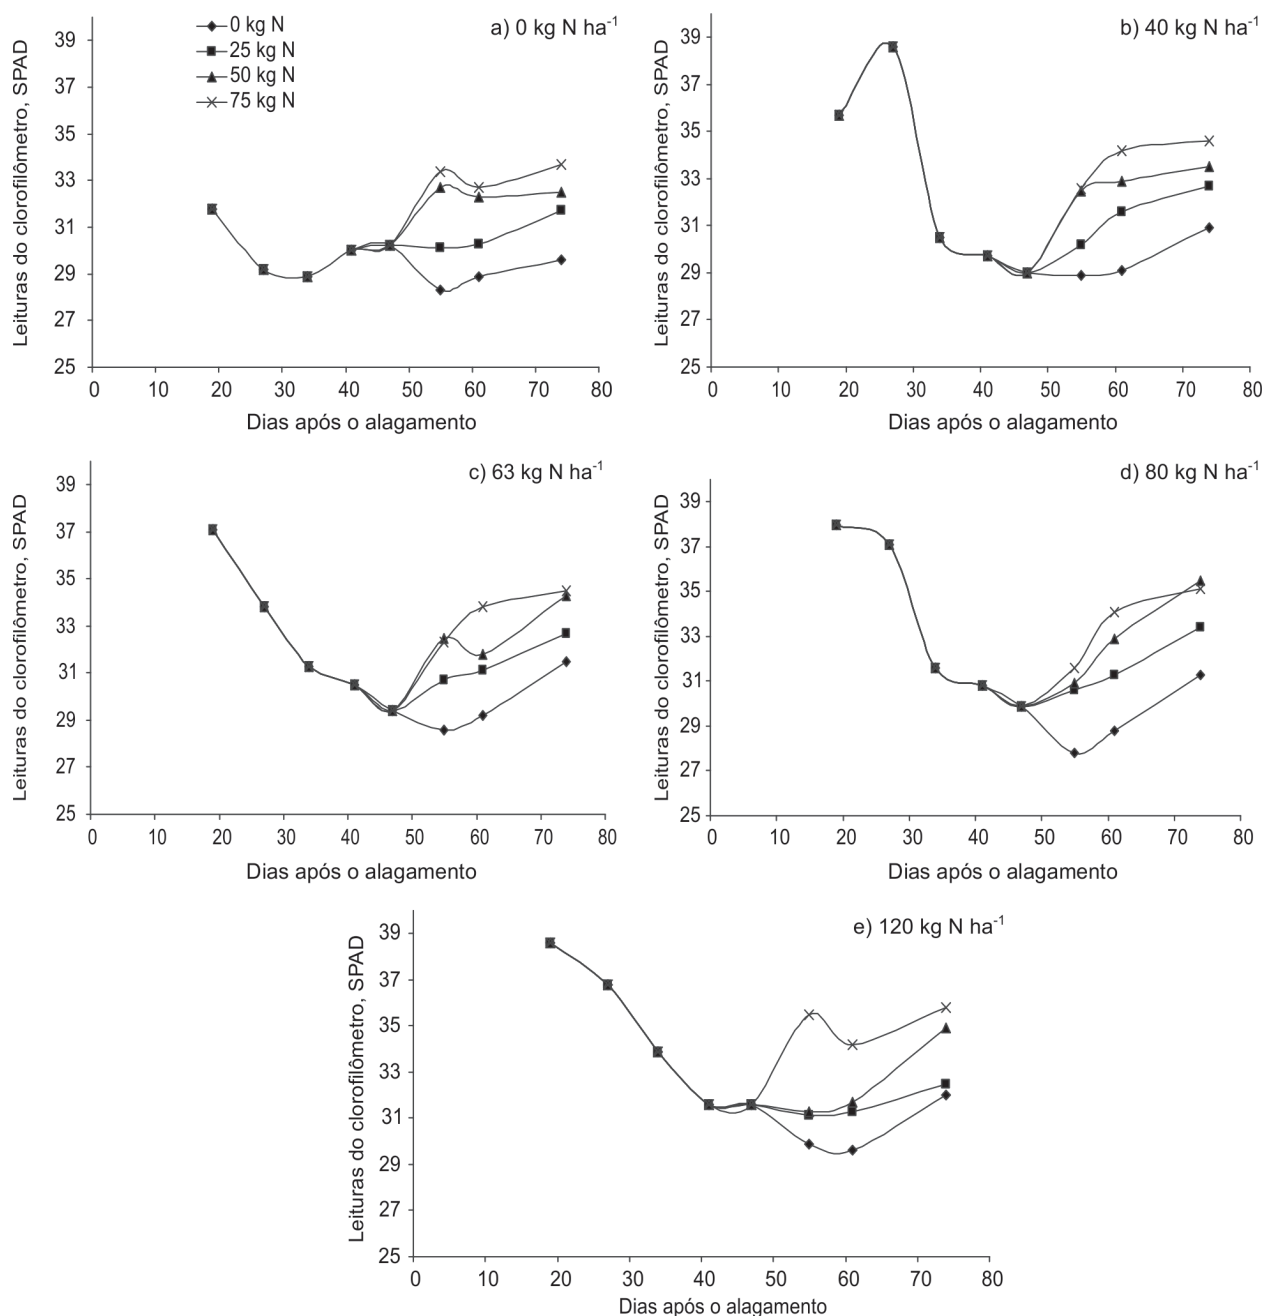 a) 0 kg N ha⁻¹
0 kg N
25 kg N
50 kg N
75 kg N
Leituras do clorofilômetro, SPAD
39
37
35
33
31
29
27
25
0 10 20 30 40 50 60 70 80
Dias após o alagamento
b) 40 kg N ha⁻¹
Leituras do clorofilômetro, SPAD
39
37
35
33
31
29
27
25
0 10 20 30 40 50 60 70 80
Dias após o alagamento
c) 63 kg N ha⁻¹
Leituras do clorofilômetro, SPAD
39
37
35
33
31
29
27
25
0 10 20 30 40 50 60 70 80
Dias após o alagamento
d) 80 kg N ha⁻¹
Leituras do clorofilômetro, SPAD
39
37
35
33
31
29
27
25
0 10 20 30 40 50 60 70 80
Dias após o alagamento
e) 120 kg N ha⁻¹
Leituras do clorofilômetro, SPAD
39
37
35
33
31
29
27
25
0 10 20 30 40 50 60 70 80
Dias após o alagamento